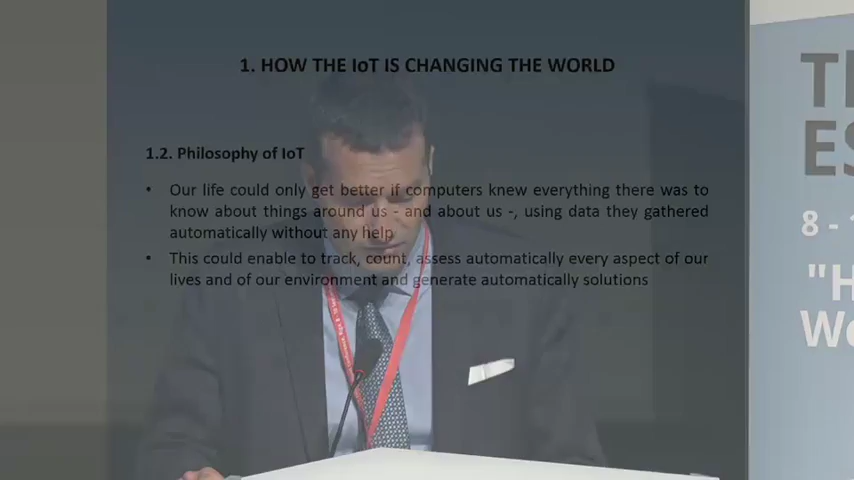 1. HOW THE IoT IS CHANGING THE WORLD
1.2. Philosophy of IoT
• Our life could only get better if computers knew everything there was to
know about things around us - and about us -, using data they gathered
automatically without any help
• This could enable to track, count, assess automatically every aspect of our
lives and of our environment and generate automatically solutions
8 - 1
"H